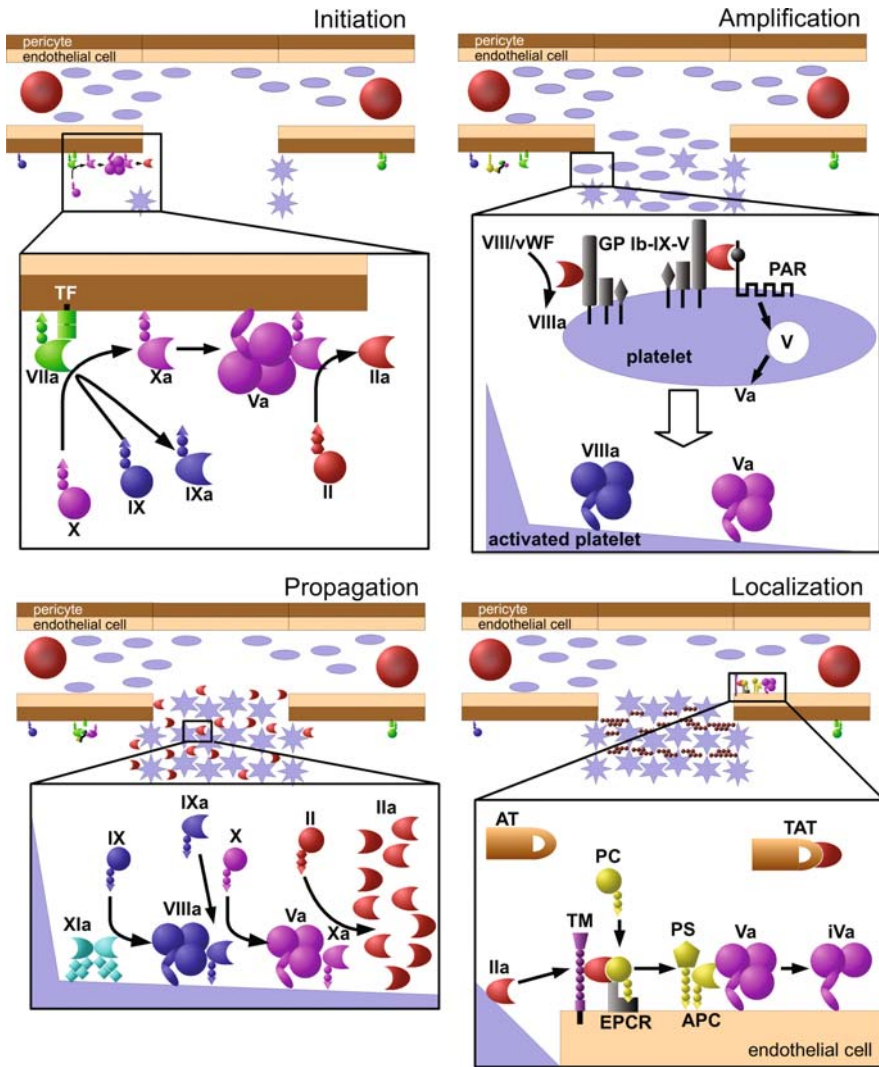 Initiation
pericyte
endothelial cell
TF
VIIa
Xa
Va
IIa
X
IX
IXa
II
Amplification
pericyte
endothelial cell
VIII/vWF
GP Ib-IX-V
PAR
VIIIa
platelet
V
Va
VIIIa
Va
activated platelet
Propagation
pericyte
endothelial cell
IX
IXa
X
II
IIa
XIa
VIIIa
Va
Xa
Localization
pericyte
endothelial cell
AT
TAT
PC
TM
PS
Va
iVa
IIa
EPCR
APC
endothelial cell